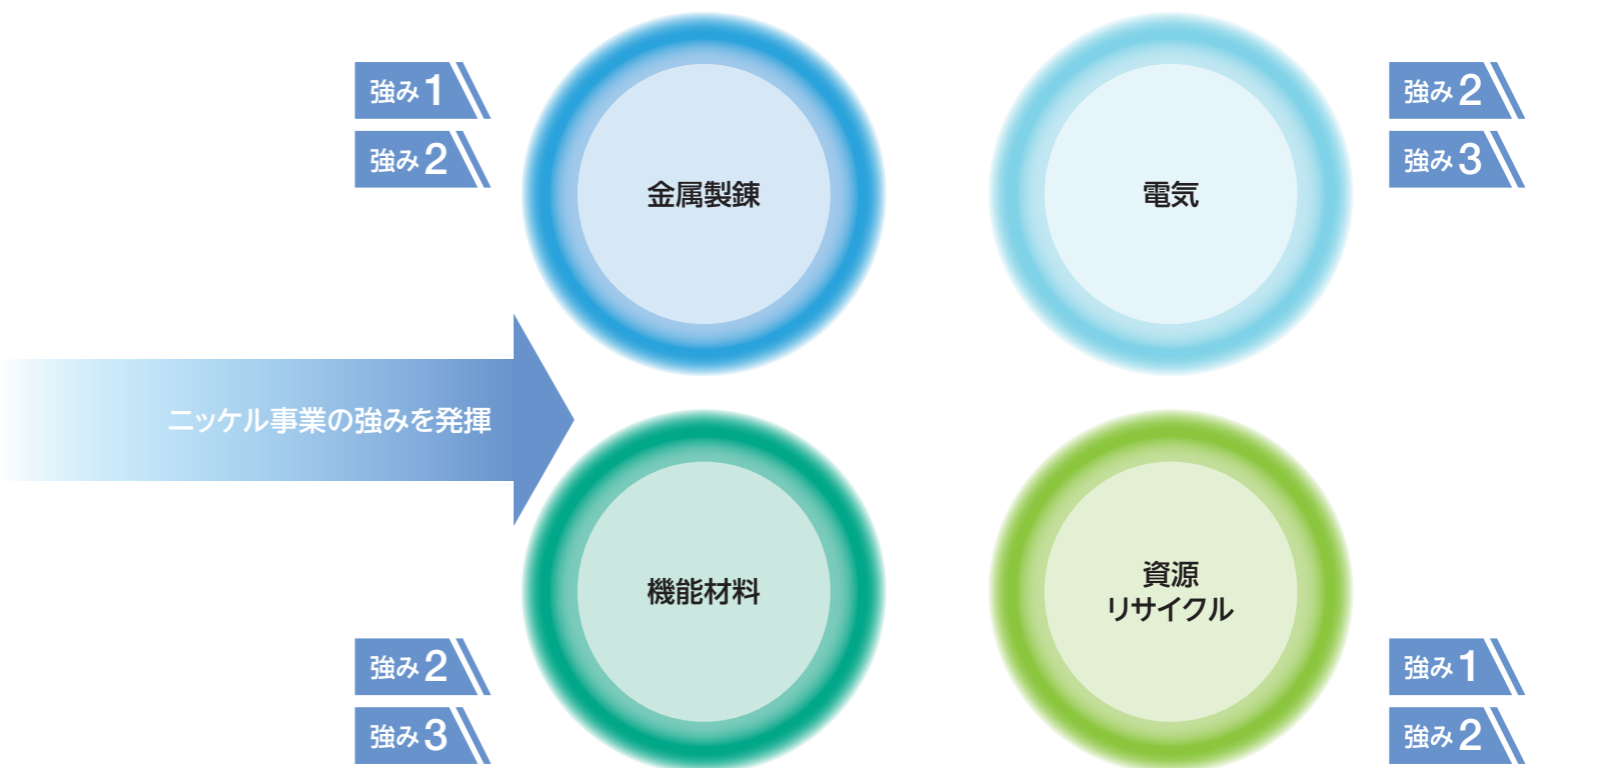 強み1
強み2
金属製錬
電気
強み2
強み3
ニッケル事業の強みを発揮
機能材料
強み2
強み3
資源
リサイクル
強み1
強み2